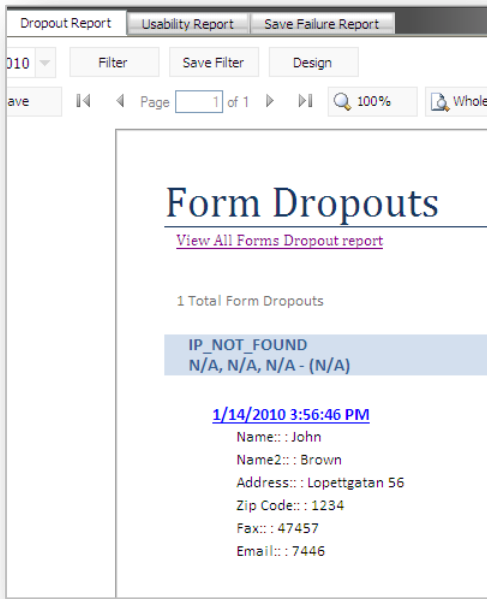 Dropout Report Usability Report Save Failure Report
010 Filter Save Filter Design
ave Page 1 of 1 100% Whole
Form Dropouts
View All Forms Dropout report
1 Total Form Dropouts
IP_NOT_FOUND
N/A, N/A, N/A - (N/A)
1/14/2010 3:56:46 PM
Name:: : John
Name2:: : Brown
Address:: : Lopettgatan 56
Zip Code:: : 1234
Fax:: : 47457
Email:: : 7446